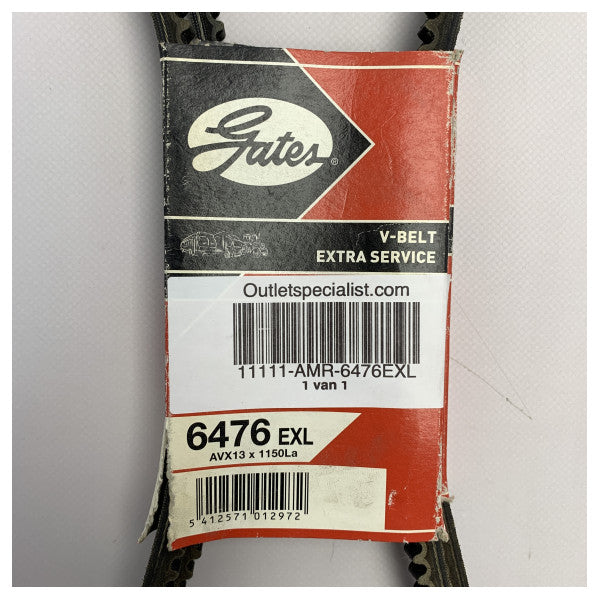 Gates®
V-BELT
EXTRA SERVICE
Outletspecialist.com
11111-AMR-6476EXL
1 van 1
6476 EXL
AVX13 x 1150La
5 412571 012972